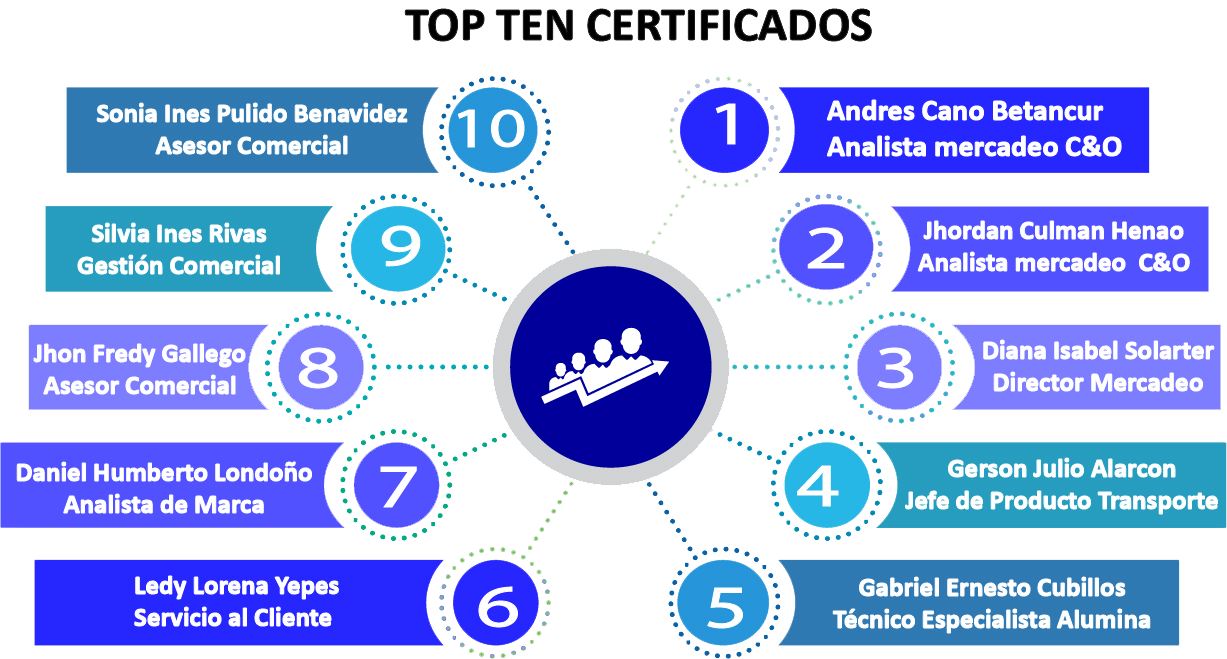 TOP TEN CERTIFICADOS
1
Andres Cano Betancur
Analista mercadeo C&O
2
Jhordan Culman Henao
Analista mercadeo C&O
3
Diana Isabel Solarter
Director Mercadeo
4
Gerson Julio Alarcon
Jefe de Producto Transporte
5
Gabriel Ernesto Cubillos
Técnico Especialista Alumina
6
Ledy Lorena Yepes
Servicio al Cliente
7
Daniel Humberto Londoño
Analista de Marca
8
Jhon Fredy Gallego
Asesor Comercial
9
Silvia Ines Rivas
Gestión Comercial
10
Sonia Ines Pulido Benavidez
Asesor Comercial